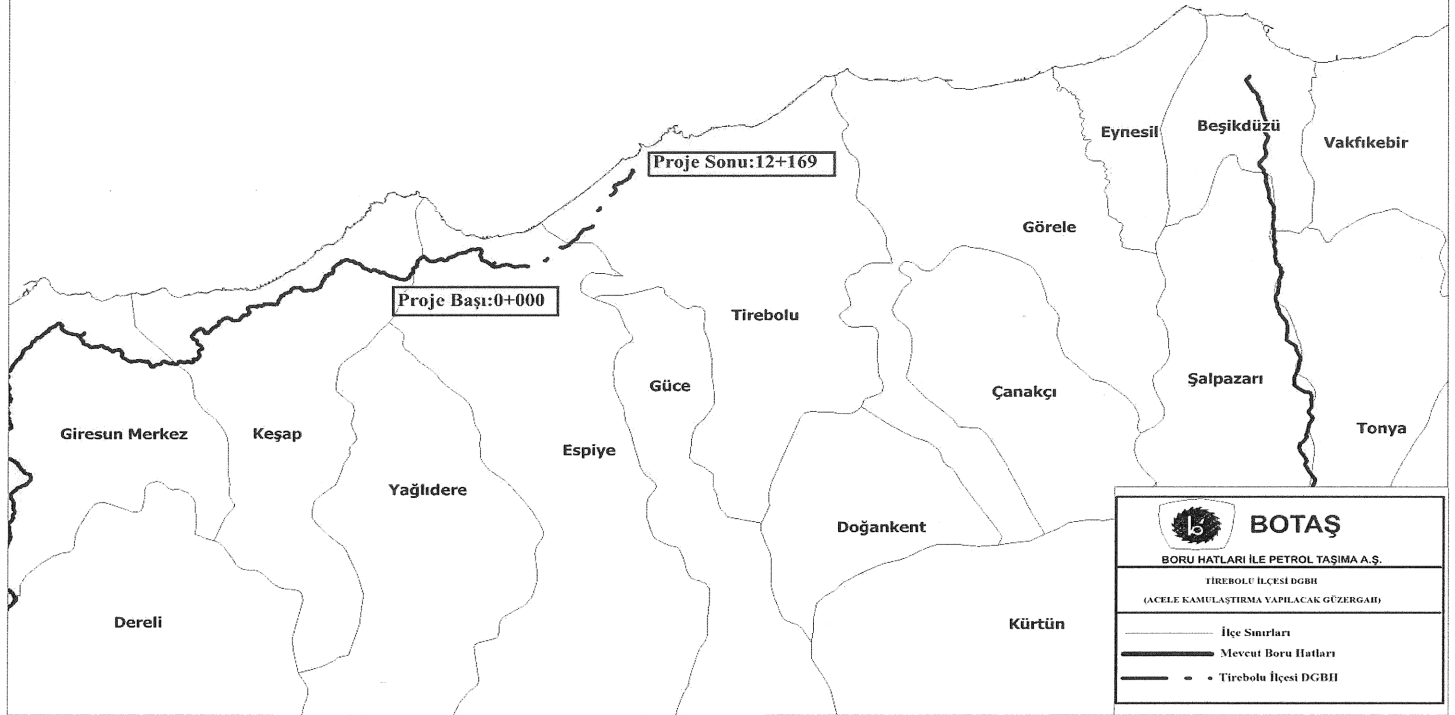 Eynesil
Beşikdüzü
Vakfıkebir
Proje Sonu:12+169
Görele
Proje Başı:0+000
Tirebolu
Güce
Çanakçı
Şalpazarı
Giresun Merkez
Keşap
Tonya
Espiye
Yağlıdere
Doğankent
Dereli
Kürtün
BOTAŞ
BORU HATLARI İLE PETROL TAŞIMA A.Ş.
TİREBOLU İLÇESİ DGBH
(ACELE KAMULAŞTIRMA YAPILACAK GÜZERGAH)
İlçe Sınırları
Mevcut Boru Hatları
Tirebolu İlçesi DGBH